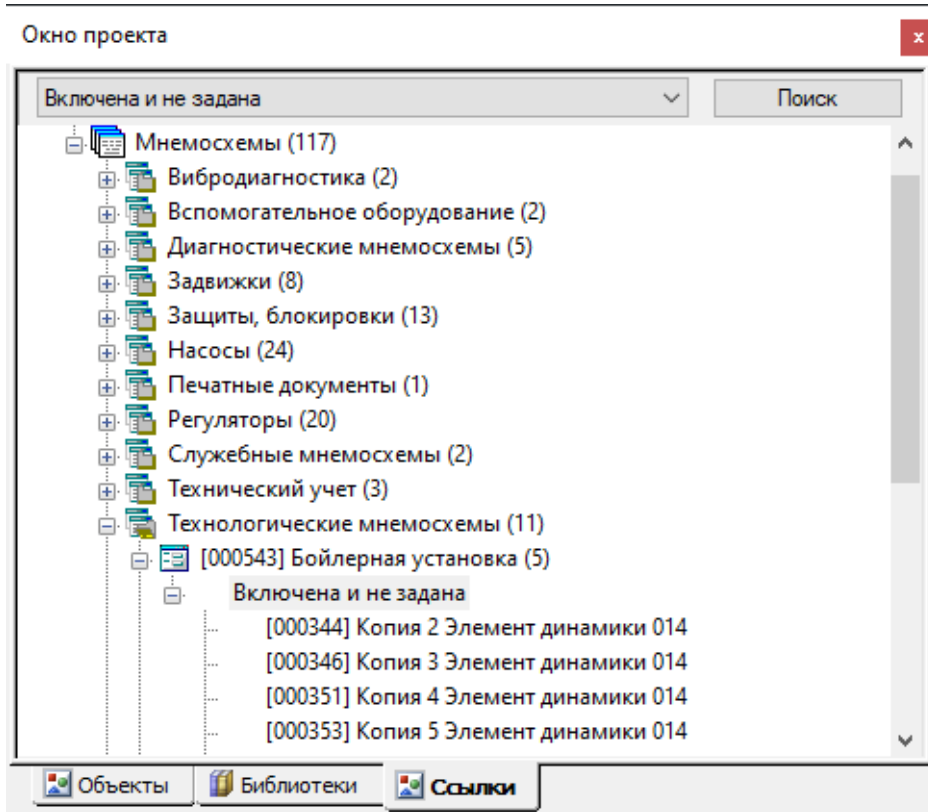 Окно проекта
x
Включена и не задана
Поиск
Мнемосхемы (117)
Вибродиагностика (2)
Вспомогательное оборудование (2)
Диагностические мнемосхемы (5)
Задвижки (8)
Защиты, блокировки (13)
Насосы (24)
Печатные документы (1)
Регуляторы (20)
Служебные мнемосхемы (2)
Технический учет (3)
Технологические мнемосхемы (11)
[000543] Бойлерная установка (5)
Включена и не задана
[000344] Копия 2 Элемент динамики 014
[000346] Копия 3 Элемент динамики 014
[000351] Копия 4 Элемент динамики 014
[000353] Копия 5 Элемент динамики 014
Объекты Библиотеки Ссылки